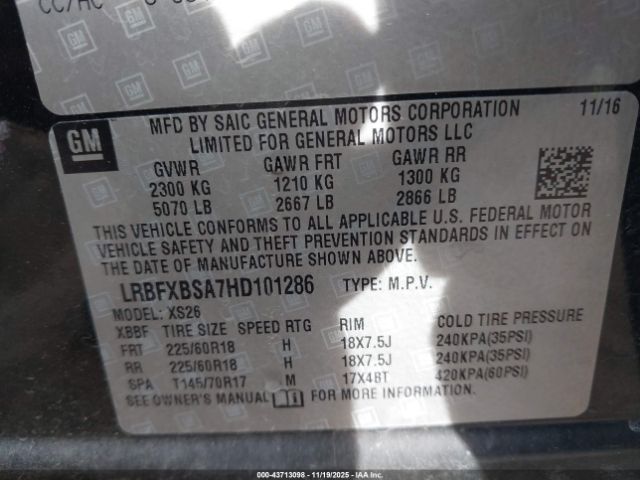 GM
MFD BY SAIC GENERAL MOTORS CORPORATION 11/16
LIMITED FOR GENERAL MOTORS LLC
GVWR GAWR FRT GAWR RR
2300 KG 1210 KG 1300 KG
5070 LB 2667 LB 2866 LB
THIS VEHICLE CONFORMS TO ALL APPLICABLE U.S. FEDERAL MOTOR
VEHICLE SAFETY AND THEFT PREVENTION STANDARDS IN EFFECT ON
THE DATE OF MANUFACTURE SHOWN ABOVE.
LRBFXBSA7HD101286 TYPE: M.P.V.
MODEL: XS26
XBBF TIRE SIZE SPEED RTG RIM COLD TIRE PRESSURE
FRT 225/60R18 H 18X7.5J 240KPA(35PSI)
RR 225/60R18 H 18X7.5J 240KPA(35PSI)
SPA T145/70R17 M 17X4BT 420KPA(60PSI)
SEE OWNER'S MANUAL FOR MORE INFORMATION.
000-43713098 - 11/19/2025 - IAAI.COM